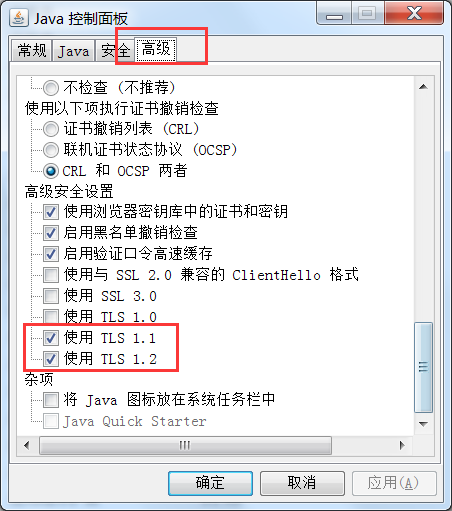 Java 控制面板
常规 Java 安全 高级
不检查 (不推荐)
使用以下项执行证书撤销检查
证书撤销列表 (CRL)
联机证书状态协议 (OCSP)
CRL 和 OCSP 两者
高级安全设置
使用浏览器密钥库中的证书和密钥
启用黑名单撤销检查
启用验证口令高速缓存
使用与 SSL 2.0 兼容的 ClientHello 格式
使用 SSL 3.0
使用 TLS 1.0
使用 TLS 1.1
使用 TLS 1.2
杂项
将 Java 图标放在系统任务栏中
Java Quick Starter
确定 取消 应用(A)